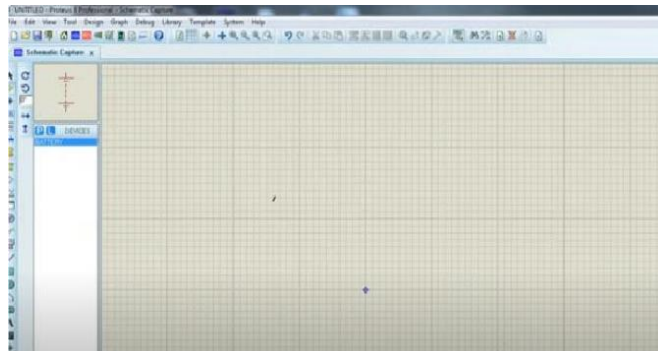 UNTITLED - Proteus 8 Professional - Schematic Capture
File Edit View Tool Design Graph Debug Library Template System Help
Schematic Capture x
P L DEVICES
BATTERY